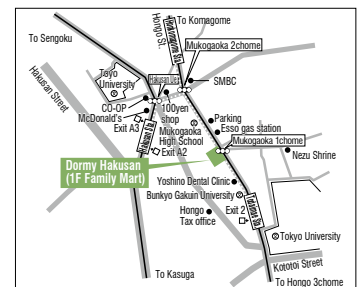 To Komagome
Hongo St.
To Sengoku
Mukogaoka 2chome
Hakusan Street
Toyo
University
SMBC
CO-OP
McDonald's
Exit A3
100yen
shop
Parking
Esso gas station
Mukogaoka
High School
Exit A2
Mukogaoka 1chome
Nezu Shrine
Hakusan Sta.
Dormy Hakusan
(1F Family Mart)
Yoshino Dental Clinic
Bunkyo Gakuin University
Hongo
Tax office
Exit 2
Tokyo University
Kototoi Street
To Kasuga
To Hongo 3chome